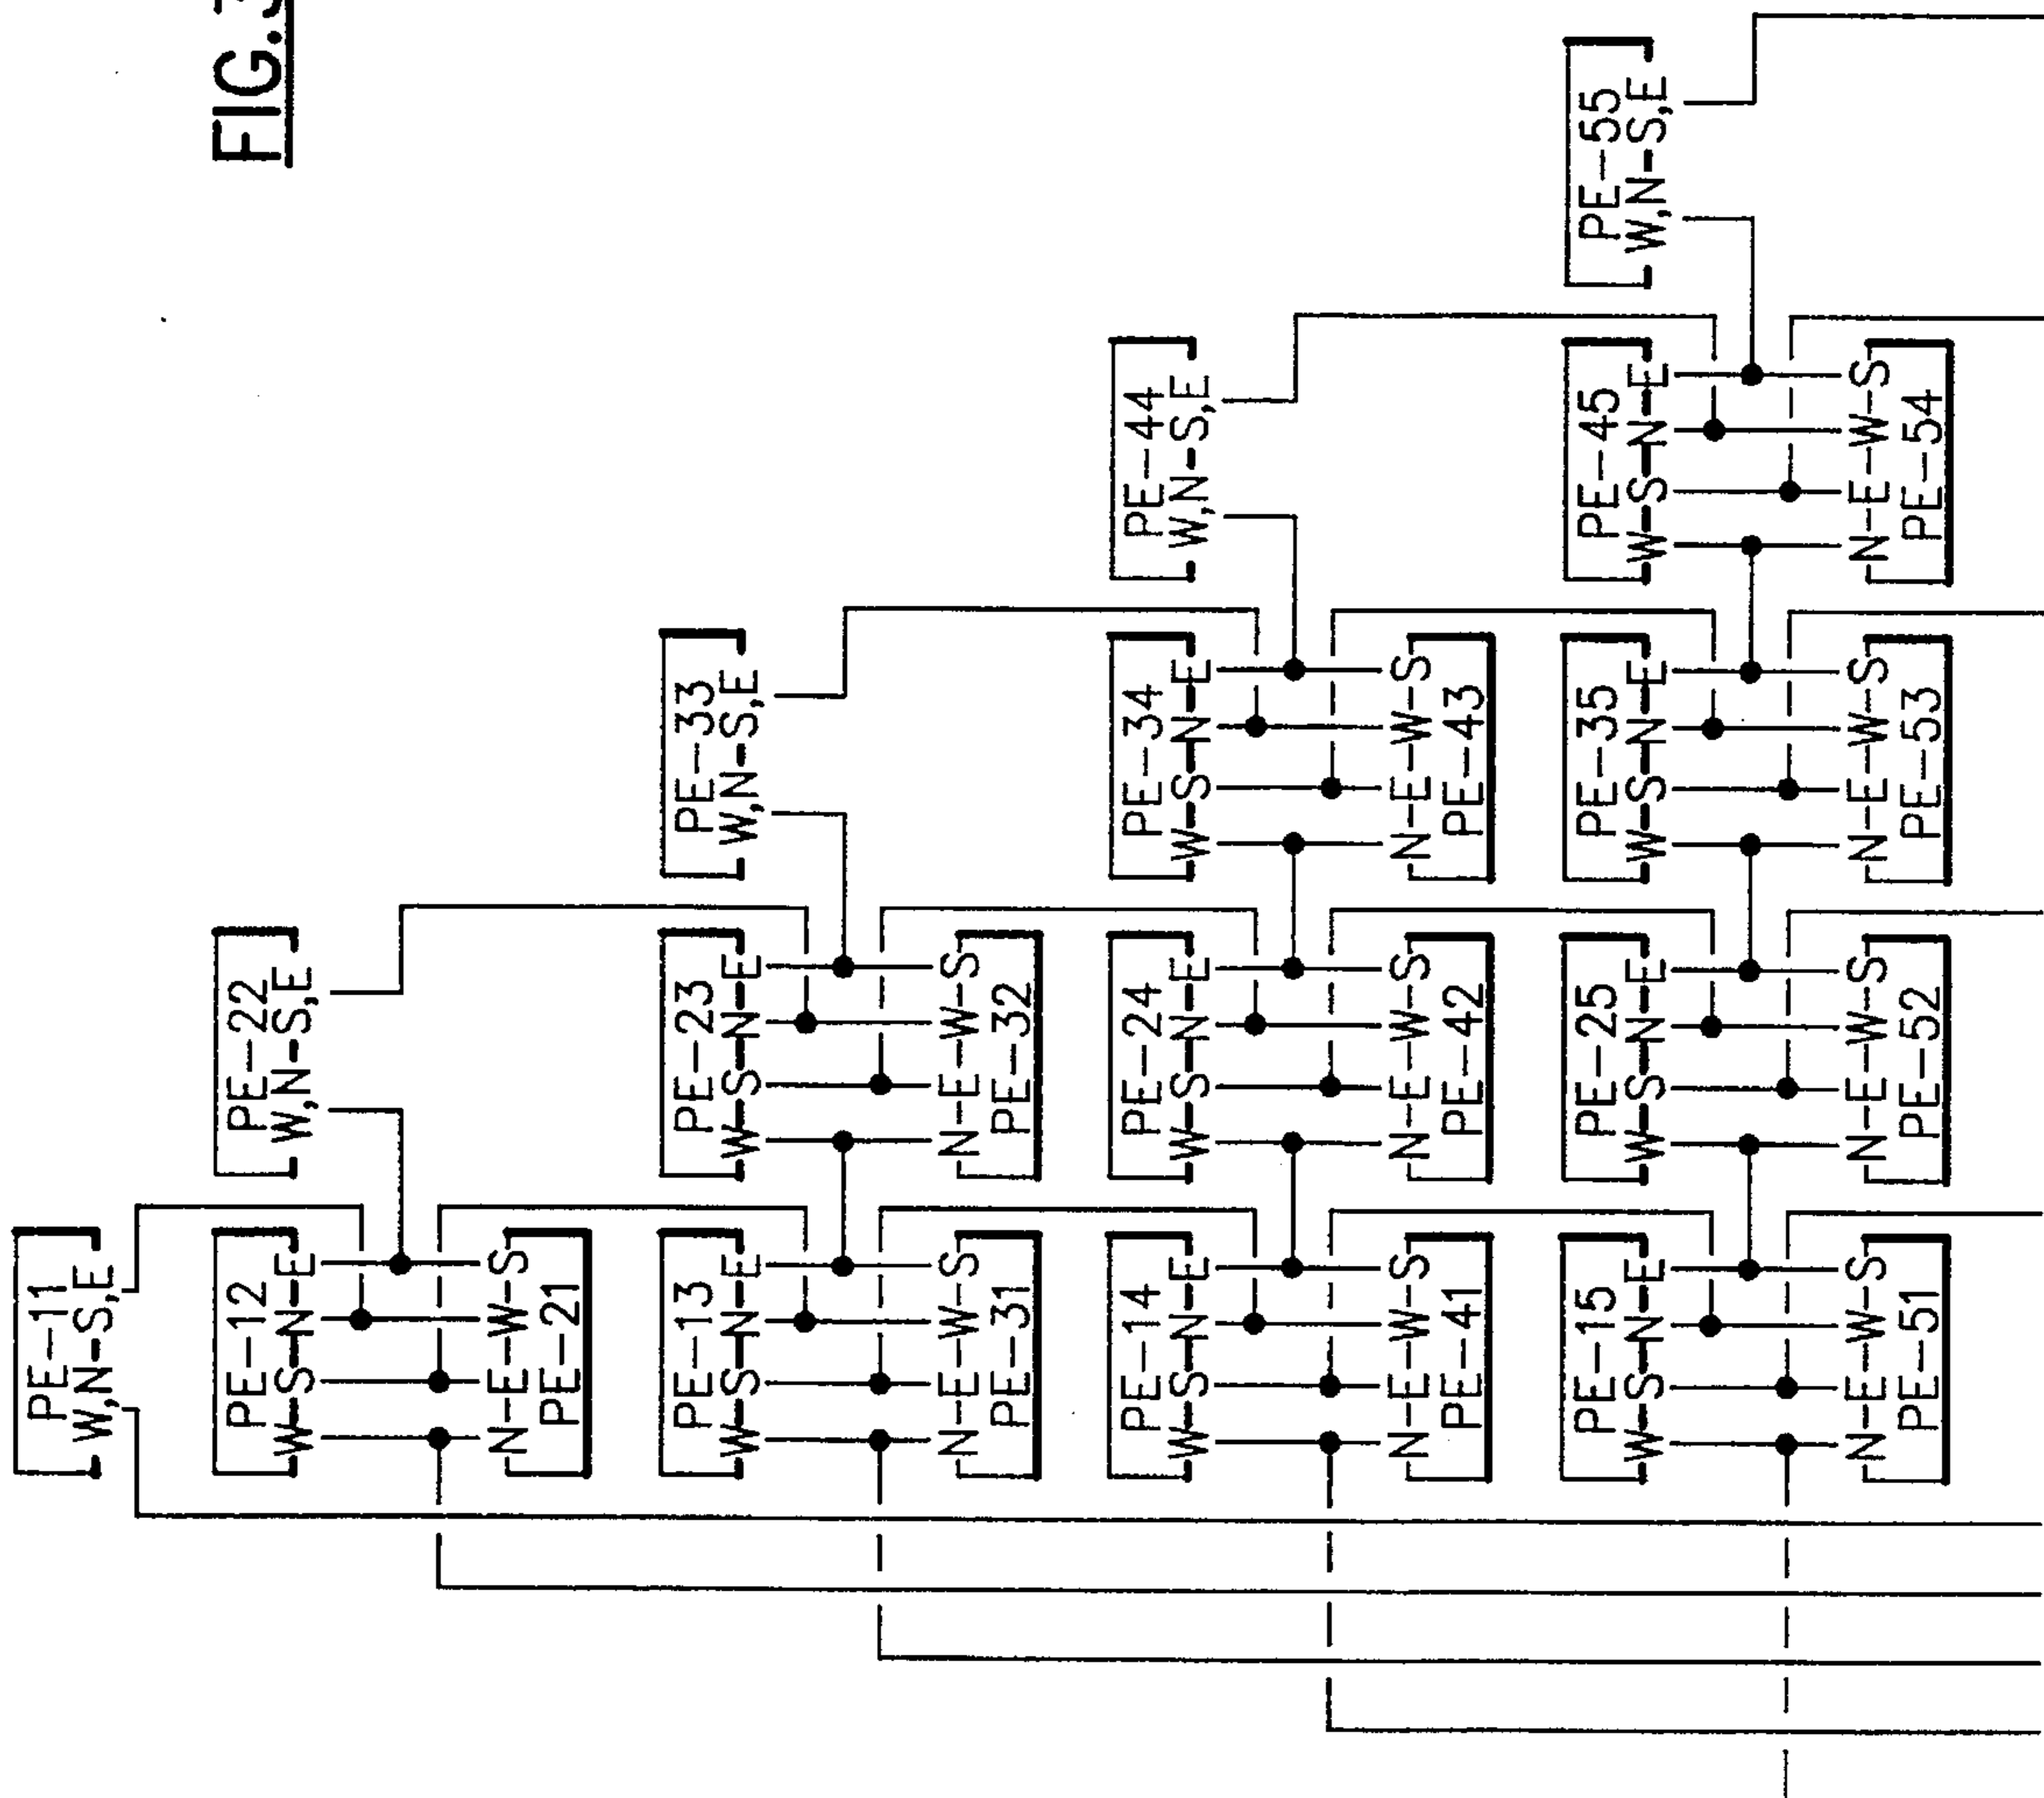 FIG.3
PE-11
W,N-S,E
PE-12
W-S-N-E
N-E-W-S
PE-21
PE-22
W,N-S,E
PE-13
W-S-N-E
N-E-W-S
PE-31
PE-23
W-S-N-E
N-E-W-S
PE-32
PE-33
W,N-S,E
PE-14
W-S-N-E
N-E-W-S
PE-41
PE-24
W-S-N-E
N-E-W-S
PE-42
PE-34
W-S-N-E
N-E-W-S
PE-43
PE-44
W,N-S,E
PE-15
W-S-N-E
N-E-W-S
PE-51
PE-25
W-S-N-E
N-E-W-S
PE-52
PE-35
W-S-N-E
N-E-W-S
PE-53
PE-45
W-S-N-E
N-E-W-S
PE-54
PE-55
W,N-S,E